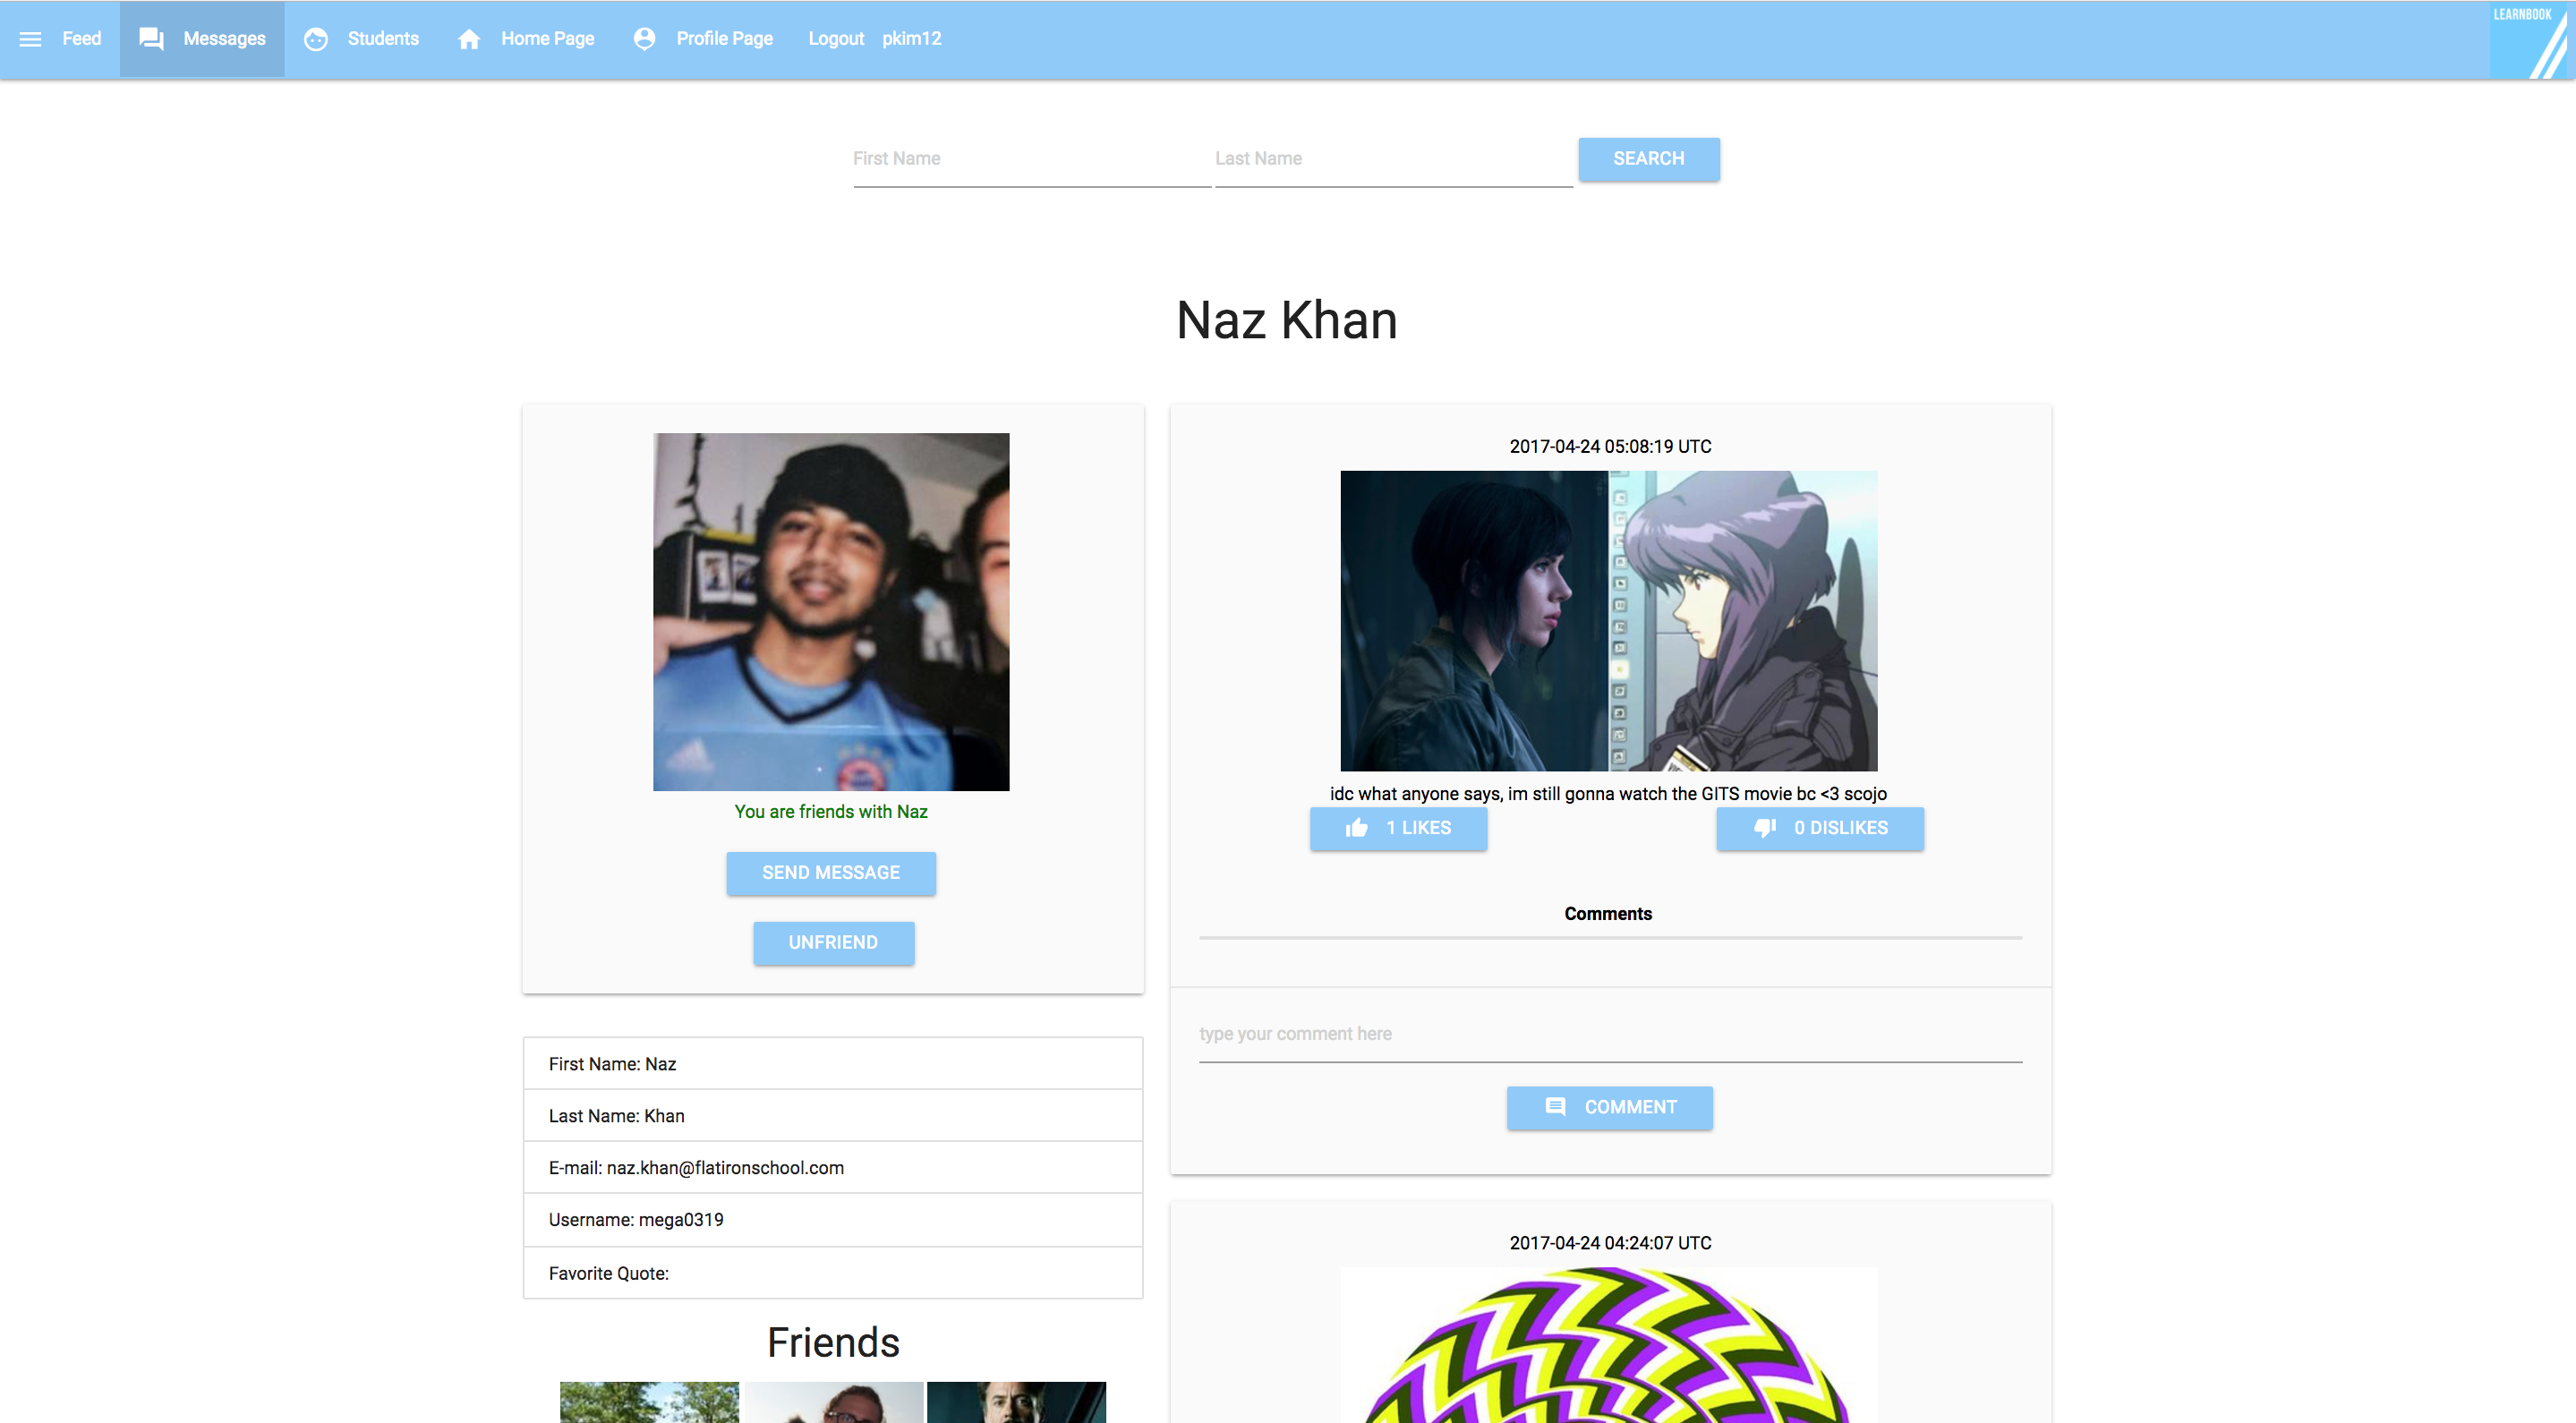 Feed
Messages
Students
Home Page
Profile Page
Logout
pkim12
LEARNBOOK
First Name
Last Name
SEARCH
Naz Khan
You are friends with Naz
SEND MESSAGE
UNFRIEND
First Name: Naz
Last Name: Khan
E-mail: naz.khan@flatironschool.com
Username: mega0319
Favorite Quote:
Friends
2017-04-24 05:08:19 UTC
idc what anyone says, im still gonna watch the GITS movie bc <3 scojo
1 LIKES
0 DISLIKES
Comments
type your comment here
COMMENT
2017-04-24 04:24:07 UTC